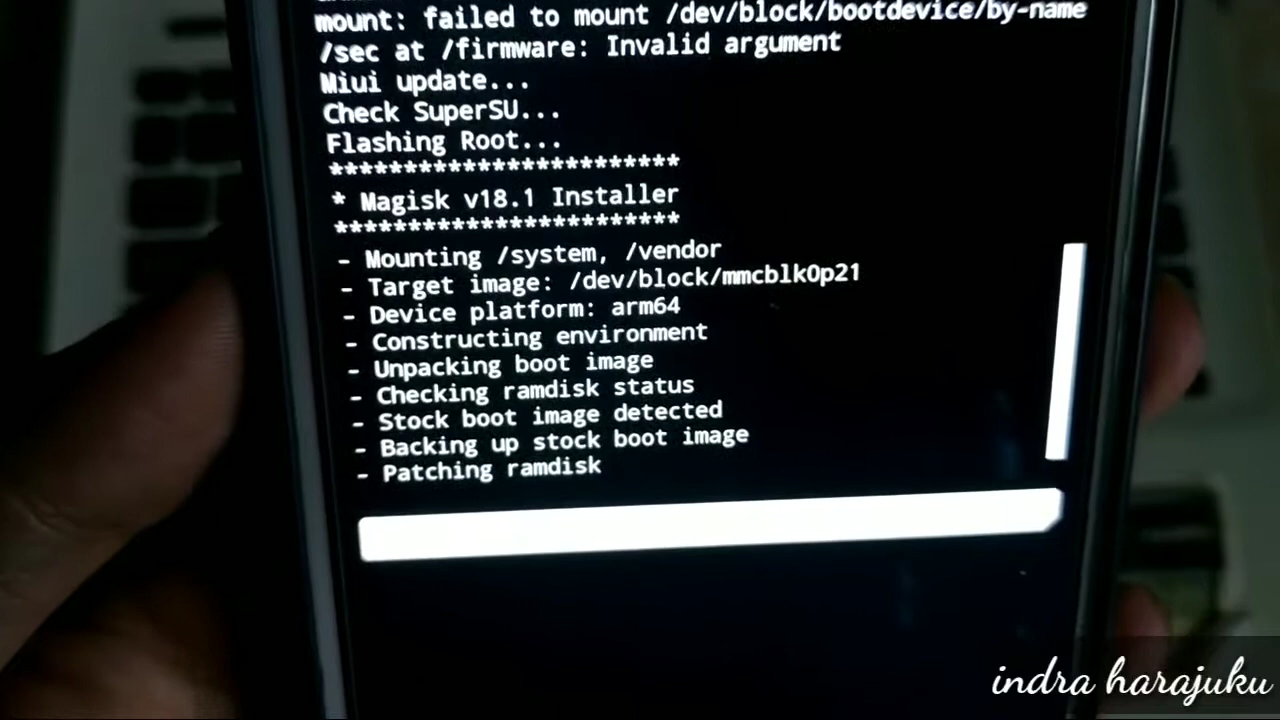 mount: failed to mount /dev/block/bootdevice/by-name
/sec at /firmware: Invalid argument
Miui update...
Check SuperSU...
Flashing Root...
************************
* Magisk v18.1 Installer
************************
- Mounting /system, /vendor
- Target image: /dev/block/mmcblk0p21
- Device platform: arm64
- Constructing environment
- Unpacking boot image
- Checking ramdisk status
- Stock boot image detected
- Backing up stock boot image
- Patching ramdisk
indra harajuku